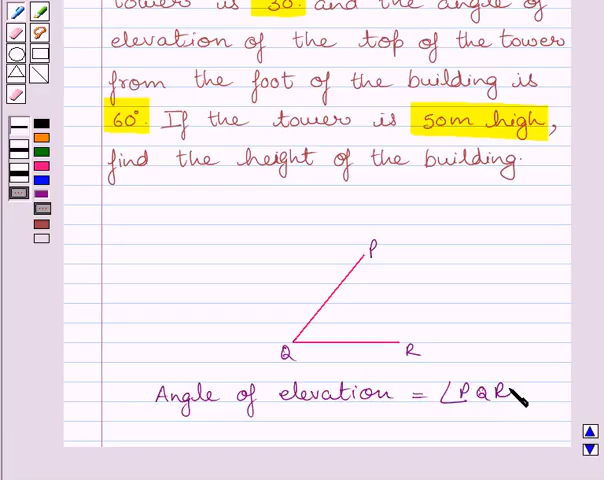 tower is 30° and the angle of
elevation of the top of the tower
from the foot of the building is
60°. If the tower is 50m high,
find the height of the building.
P
Q
R
Angle of elevation = ∠PQR